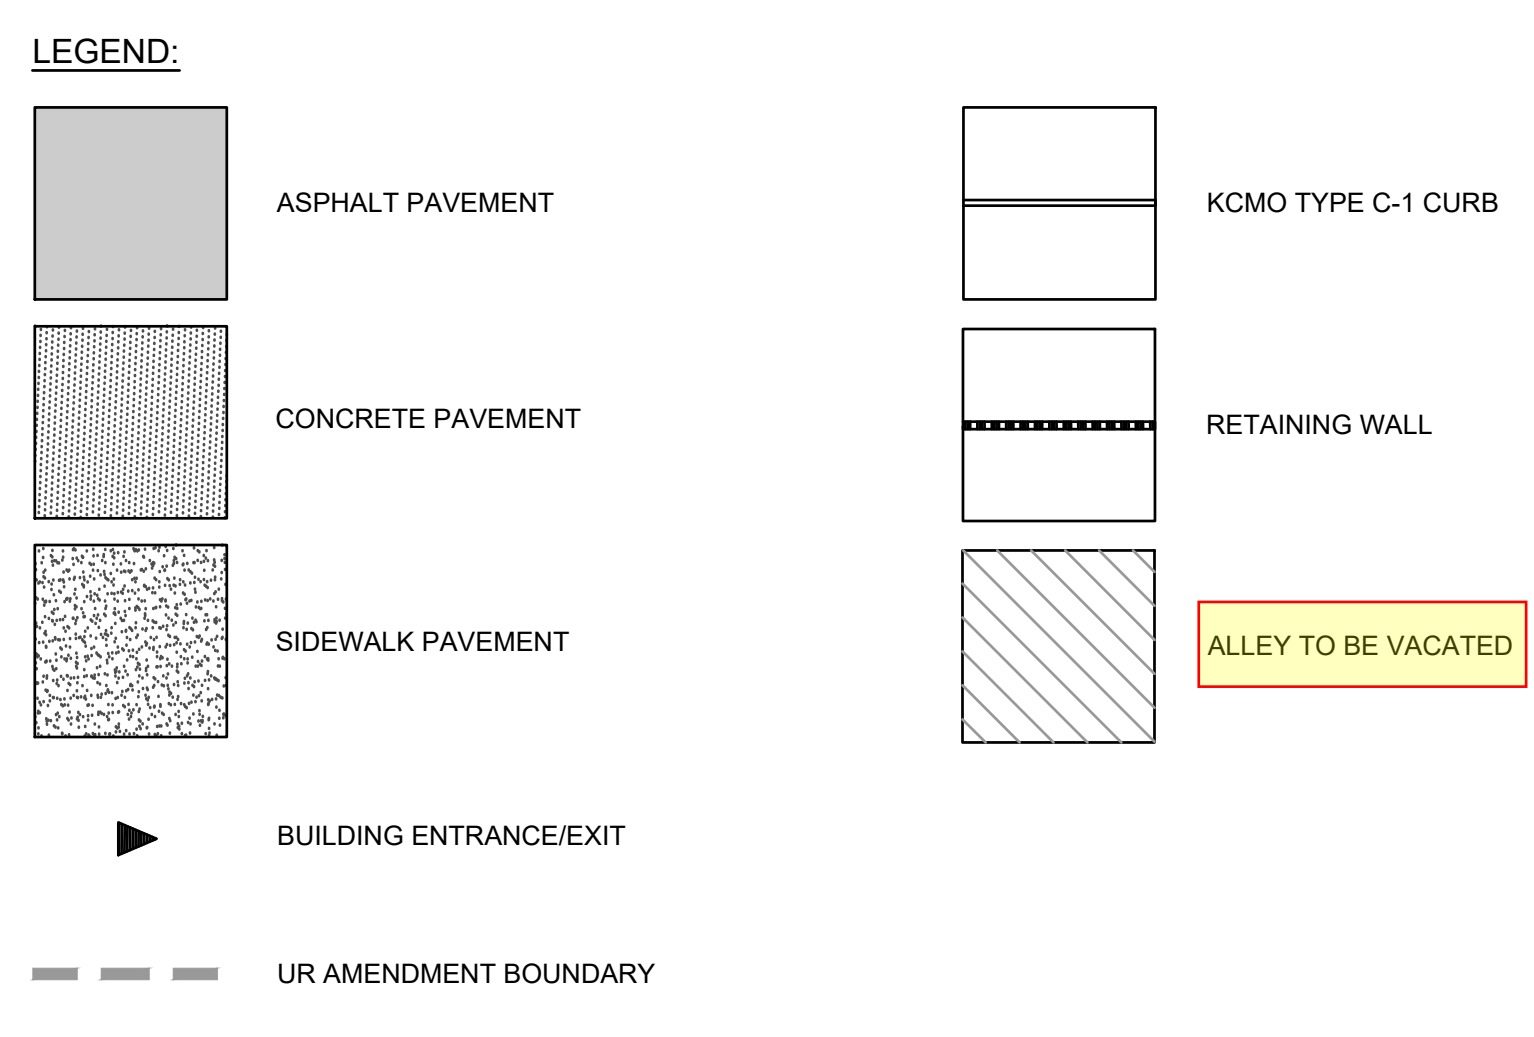 LEGEND:
ASPHALT PAVEMENT
CONCRETE PAVEMENT
SIDEWALK PAVEMENT
BUILDING ENTRANCE/EXIT
UR AMENDMENT BOUNDARY
KCMO TYPE C-1 CURB
RETAINING WALL
ALLEY TO BE VACATED